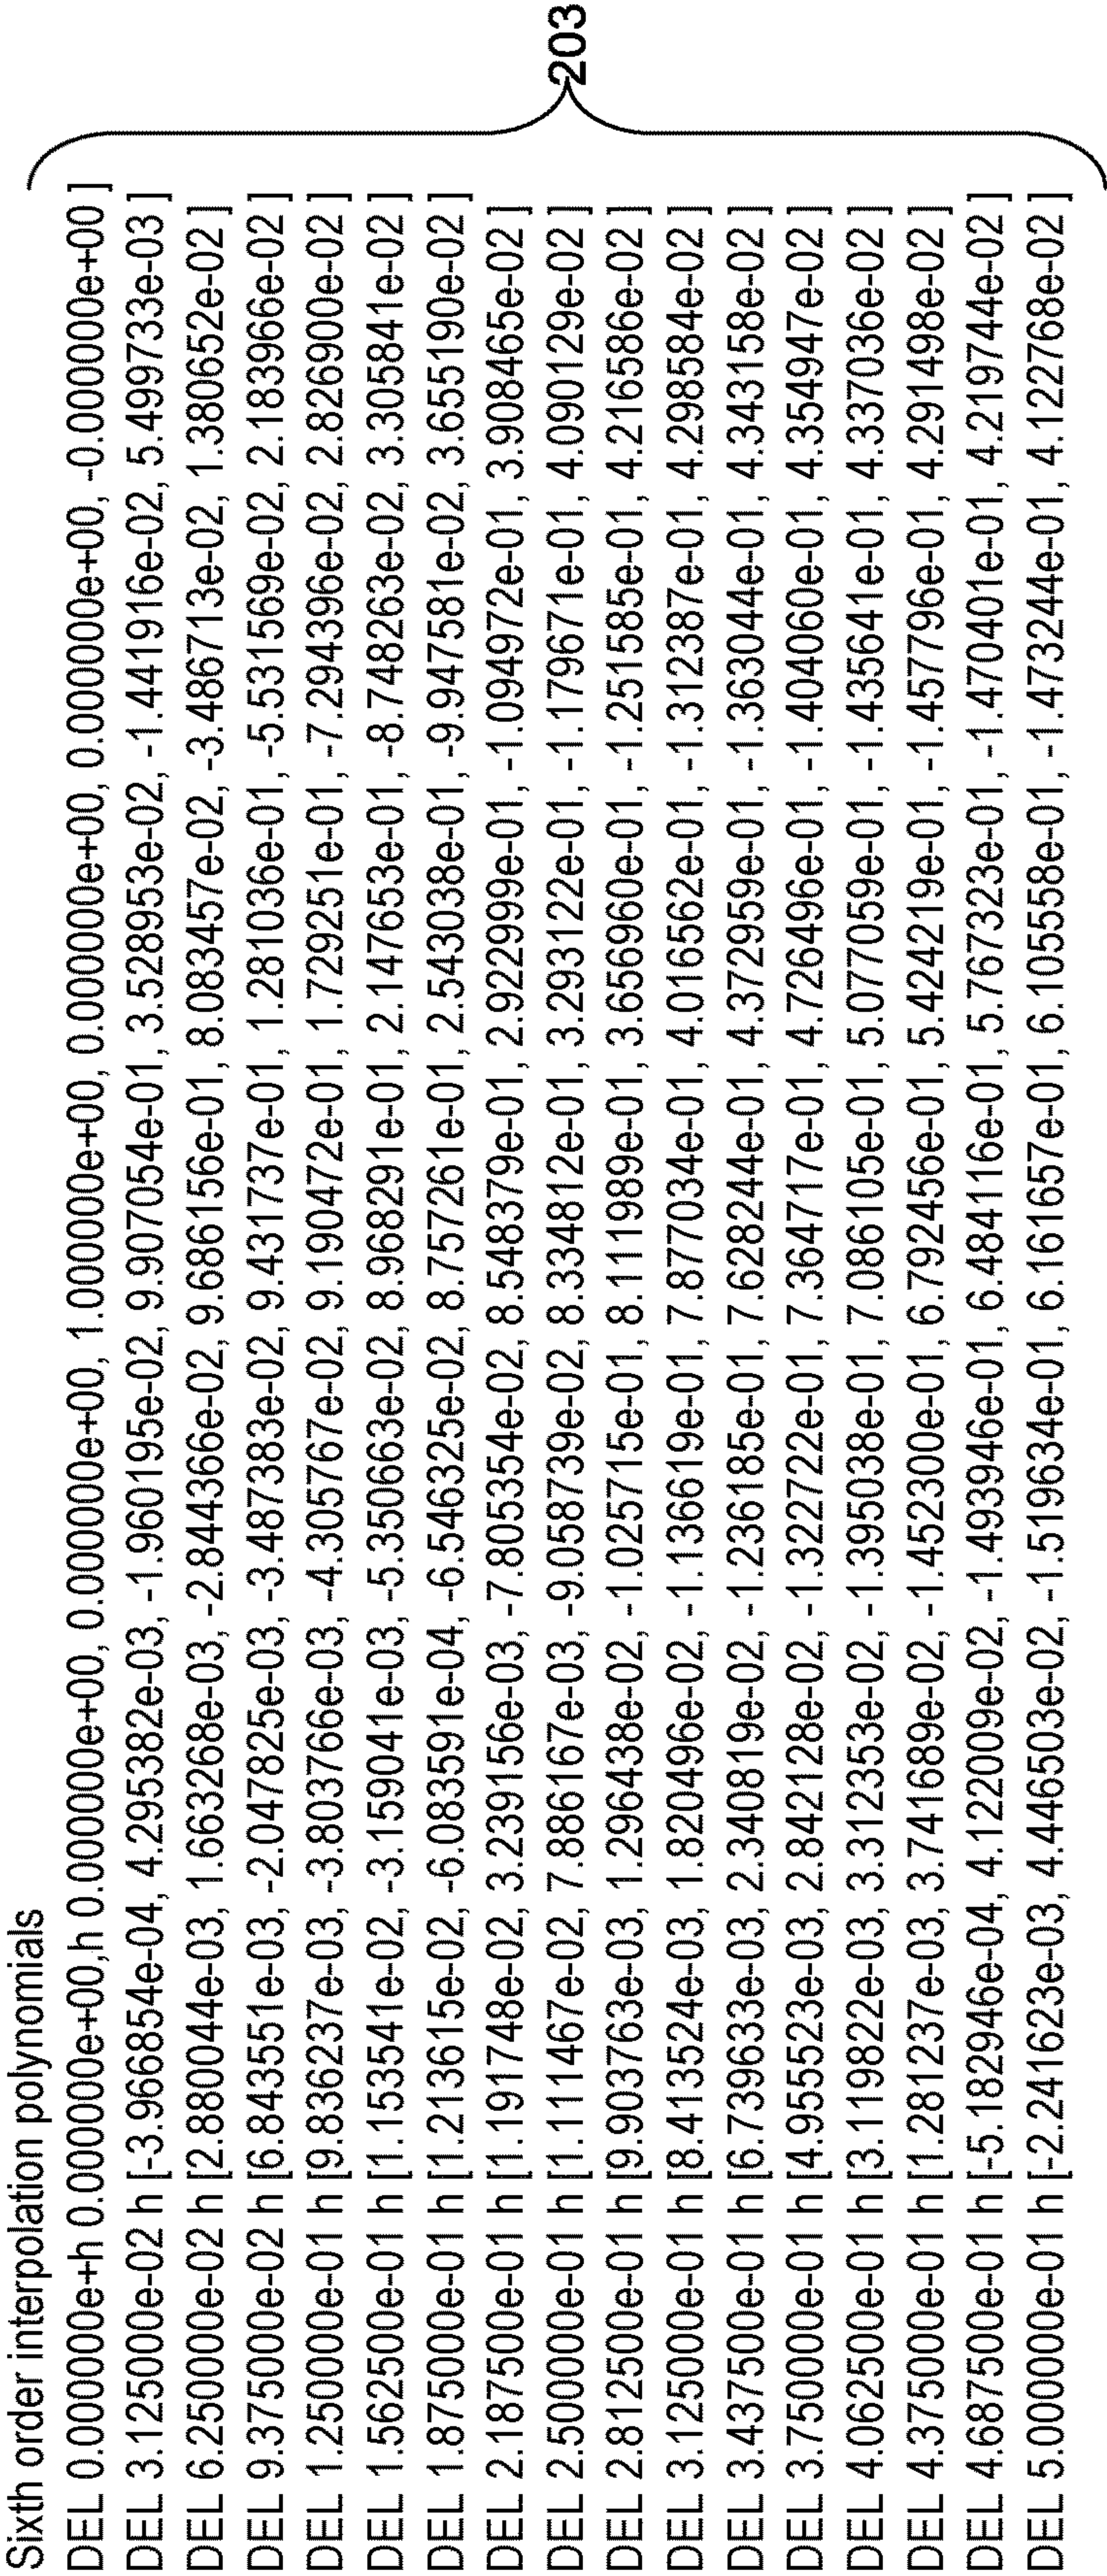 Sixth order interpolation polynomials
DEL 0.000000e+h 0.000000e+00,h 0.000000e+00, 0.000000e+00, 1.000000e+00, 0.000000e+00, 0.000000e+00, -0.000000e+00 ]
DEL 3.125000e-02 h [-3.966854e-04, 4.295382e-03, -1.960195e-02, 9.907054e-01, 3.528953e-02, -1.441916e-02, 5.499733e-03 ]
DEL 6.250000e-02 h [2.880044e-03, 1.663268e-03, -2.844366e-02, 9.686156e-01, 8.083457e-02, -3.486713e-02, 1.380652e-02 ]
DEL 9.375000e-02 h [6.843551e-03, -2.047825e-03, -3.487383e-02, 9.431737e-01, 1.281036e-01, -5.531569e-02, 2.183966e-02 ]
DEL 1.250000e-01 h [9.836237e-03, -3.803766e-03, -4.305767e-02, 9.190472e-01, 1.729251e-01, -7.294396e-02, 2.826900e-02 ]
DEL 1.562500e-01 h [1.153541e-02, -3.159041e-03, -5.350663e-02, 8.968291e-01, 2.147653e-01, -8.748263e-02, 3.305841e-02 ]
DEL 1.875000e-01 h [1.213615e-02, -6.083591e-04, -6.546325e-02, 8.757261e-01, 2.543038e-01, -9.947581e-02, 3.655190e-02 ]
DEL 2.187500e-01 h [1.191748e-02, 3.239156e-03, -7.805354e-02, 8.548379e-01, 2.922999e-01, -1.094972e-01, 3.908465e-02 ]
DEL 2.500000e-01 h [1.111467e-02, 7.886167e-03, -9.058739e-02, 8.334812e-01, 3.293122e-01, -1.179671e-01, 4.090129e-02 ]
DEL 2.812500e-01 h [9.903763e-03, 1.296438e-02, -1.025715e-01, 8.111989e-01, 3.656960e-01, -1.251585e-01, 4.216586e-02 ]
DEL 3.125000e-01 h [8.413524e-03, 1.820496e-02, -1.136619e-01, 7.877034e-01, 4.016562e-01, -1.312387e-01, 4.298584e-02 ]
DEL 3.437500e-01 h [6.739633e-03, 2.340819e-02, -1.236185e-01, 7.628244e-01, 4.372959e-01, -1.363044e-01, 4.343158e-02 ]
DEL 3.750000e-01 h [4.955523e-03, 2.842128e-02, -1.322722e-01, 7.364717e-01, 4.726496e-01, -1.404060e-01, 4.354947e-02 ]
DEL 4.062500e-01 h [3.119822e-03, 3.312353e-02, -1.395038e-01, 7.086105e-01, 5.077059e-01, -1.435641e-01, 4.337036e-02 ]
DEL 4.375000e-01 h [1.281237e-03, 3.741689e-02, -1.452300e-01, 6.792456e-01, 5.424219e-01, -1.457796e-01, 4.291498e-02 ]
DEL 4.687500e-01 h [-5.182946e-04, 4.122009e-02, -1.493946e-01, 6.484116e-01, 5.767323e-01, -1.470401e-01, 4.219744e-02 ]
DEL 5.000000e-01 h [-2.241623e-03, 4.446503e-02, -1.519634e-01, 6.161657e-01, 6.105558e-01, -1.473244e-01, 4.122768e-02 ]
203